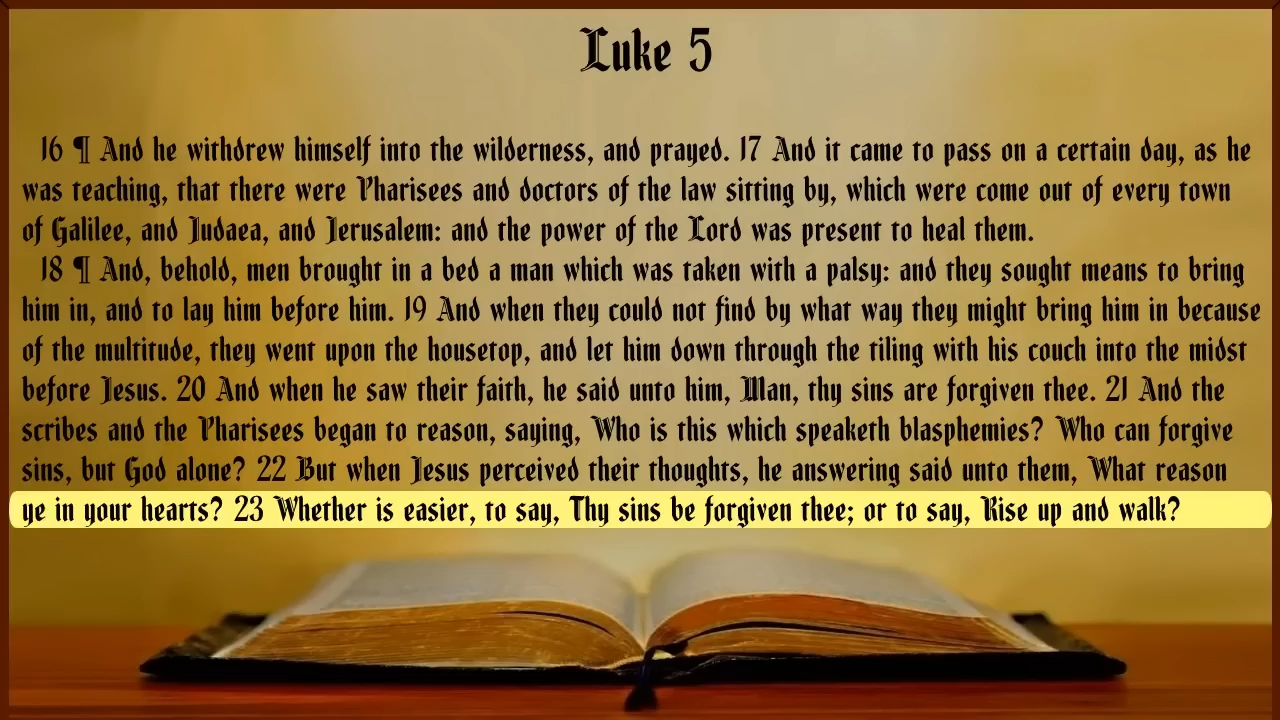 Luke 5
16 ¶ And he withdrew himself into the wilderness, and prayed. 17 And it came to pass on a certain day, as he
was teaching, that there were Pharisees and doctors of the law sitting by, which were come out of every town
of Galilee, and Judaea, and Jerusalem: and the power of the Lord was present to heal them.
18 ¶ And, behold, men brought in a bed a man which was taken with a palsy: and they sought means to bring
him in, and to lay him before him. 19 And when they could not find by what way they might bring him in because
of the multitude, they went upon the housetop, and let him down through the tiling with his couch into the midst
before Jesus. 20 And when he saw their faith, he said unto him, Man, thy sins are forgiven thee. 21 And the
scribes and the Pharisees began to reason, saying, Who is this which speaketh blasphemies? Who can forgive
sins, but God alone? 22 But when Jesus perceived their thoughts, he answering said unto them, What reason
ye in your hearts? 23 Whether is easier, to say, Thy sins be forgiven thee; or to say, Rise up and walk?